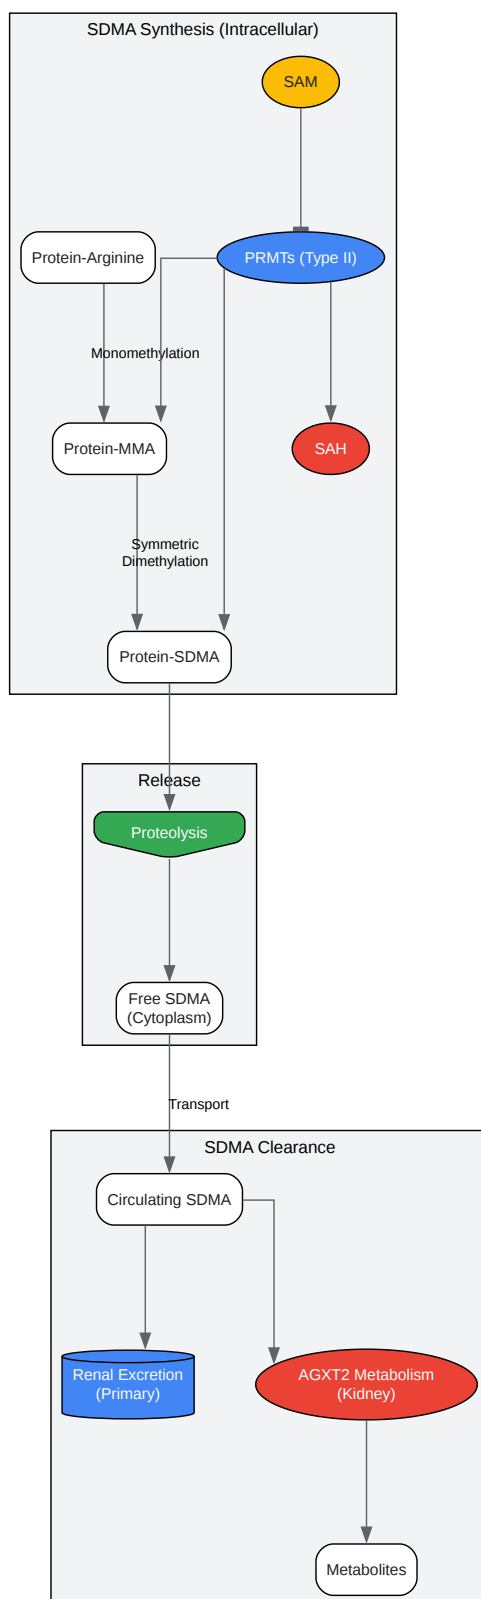 SDMA Synthesis (Intracellular)
SAM
Protein-Arginine
PRMTs (Type II)
Monomethylation
Protein-MMA
SAH
Symmetric
Dimethylation
Protein-SDMA
Release
Proteolysis
Free SDMA
(Cytoplasm)
Transport
SDMA Clearance
Circulating SDMA
Renal Excretion
(Primary)
AGXT2 Metabolism
(Kidney)
Metabolites